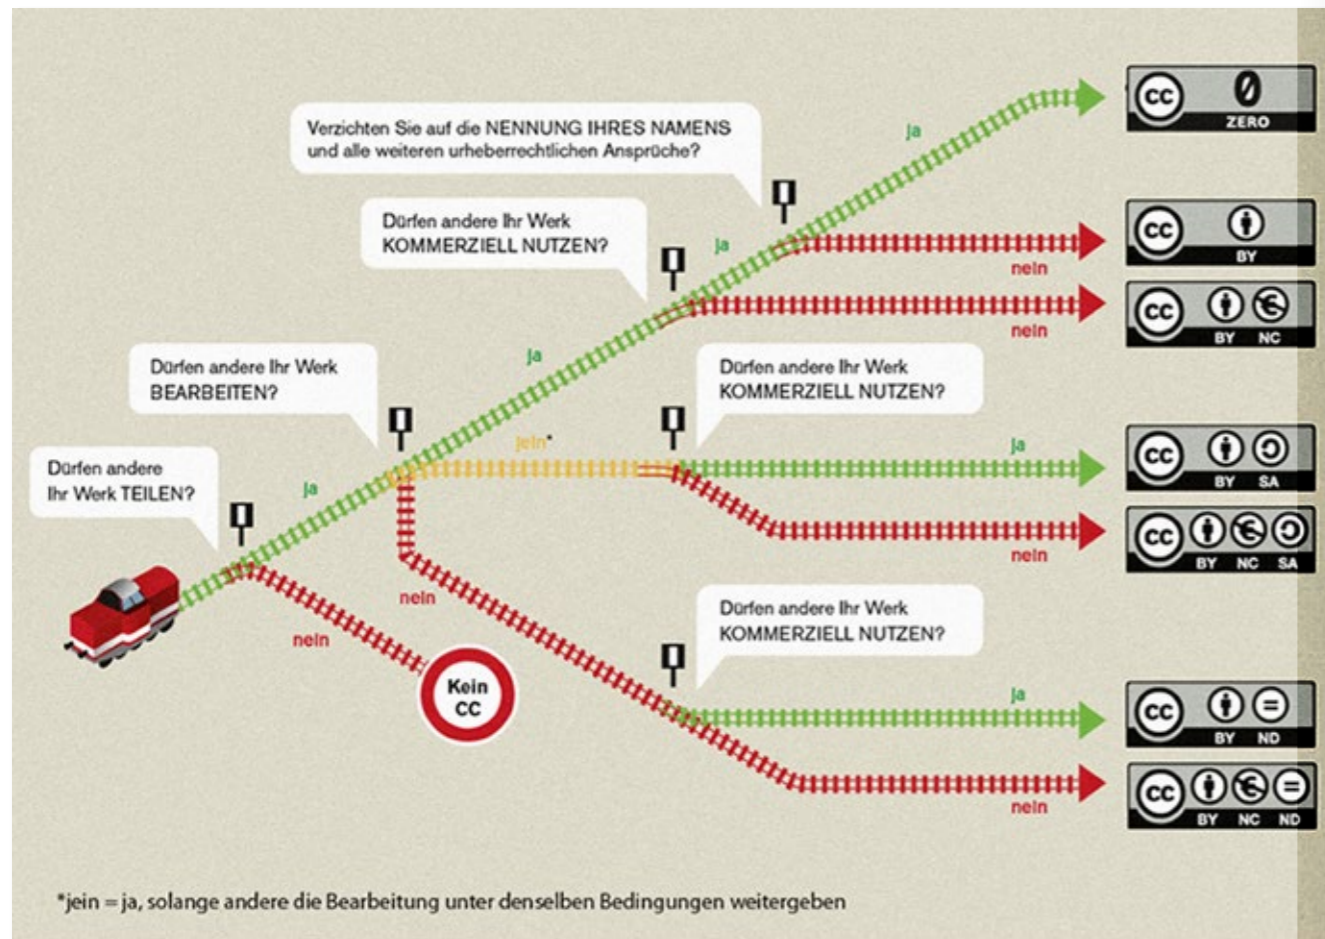 Verzichten Sie auf die NENNUNG IHRES NAMENS
und alle weiteren urheberrechtlichen Ansprüche?
ja
cc
0
ZERO
Dürfen andere Ihr Werk
KOMMERZIELL NUTZEN?
ja
nein
cc
BY
nein
cc
BY NC
Dürfen andere Ihr Werk
BEARBEITEN?
ja
Dürfen andere Ihr Werk
KOMMERZIELL NUTZEN?
jein*
ja
cc
BY SA
nein
cc
BY NC SA
Dürfen andere
Ihr Werk TEILEN?
ja
nein
Kein
CC
nein
Dürfen andere Ihr Werk
KOMMERZIELL NUTZEN?
ja
cc
BY ND
nein
cc
BY NC ND
*jein = ja, solange andere die Bearbeitung unter denselben Bedingungen weitergeben